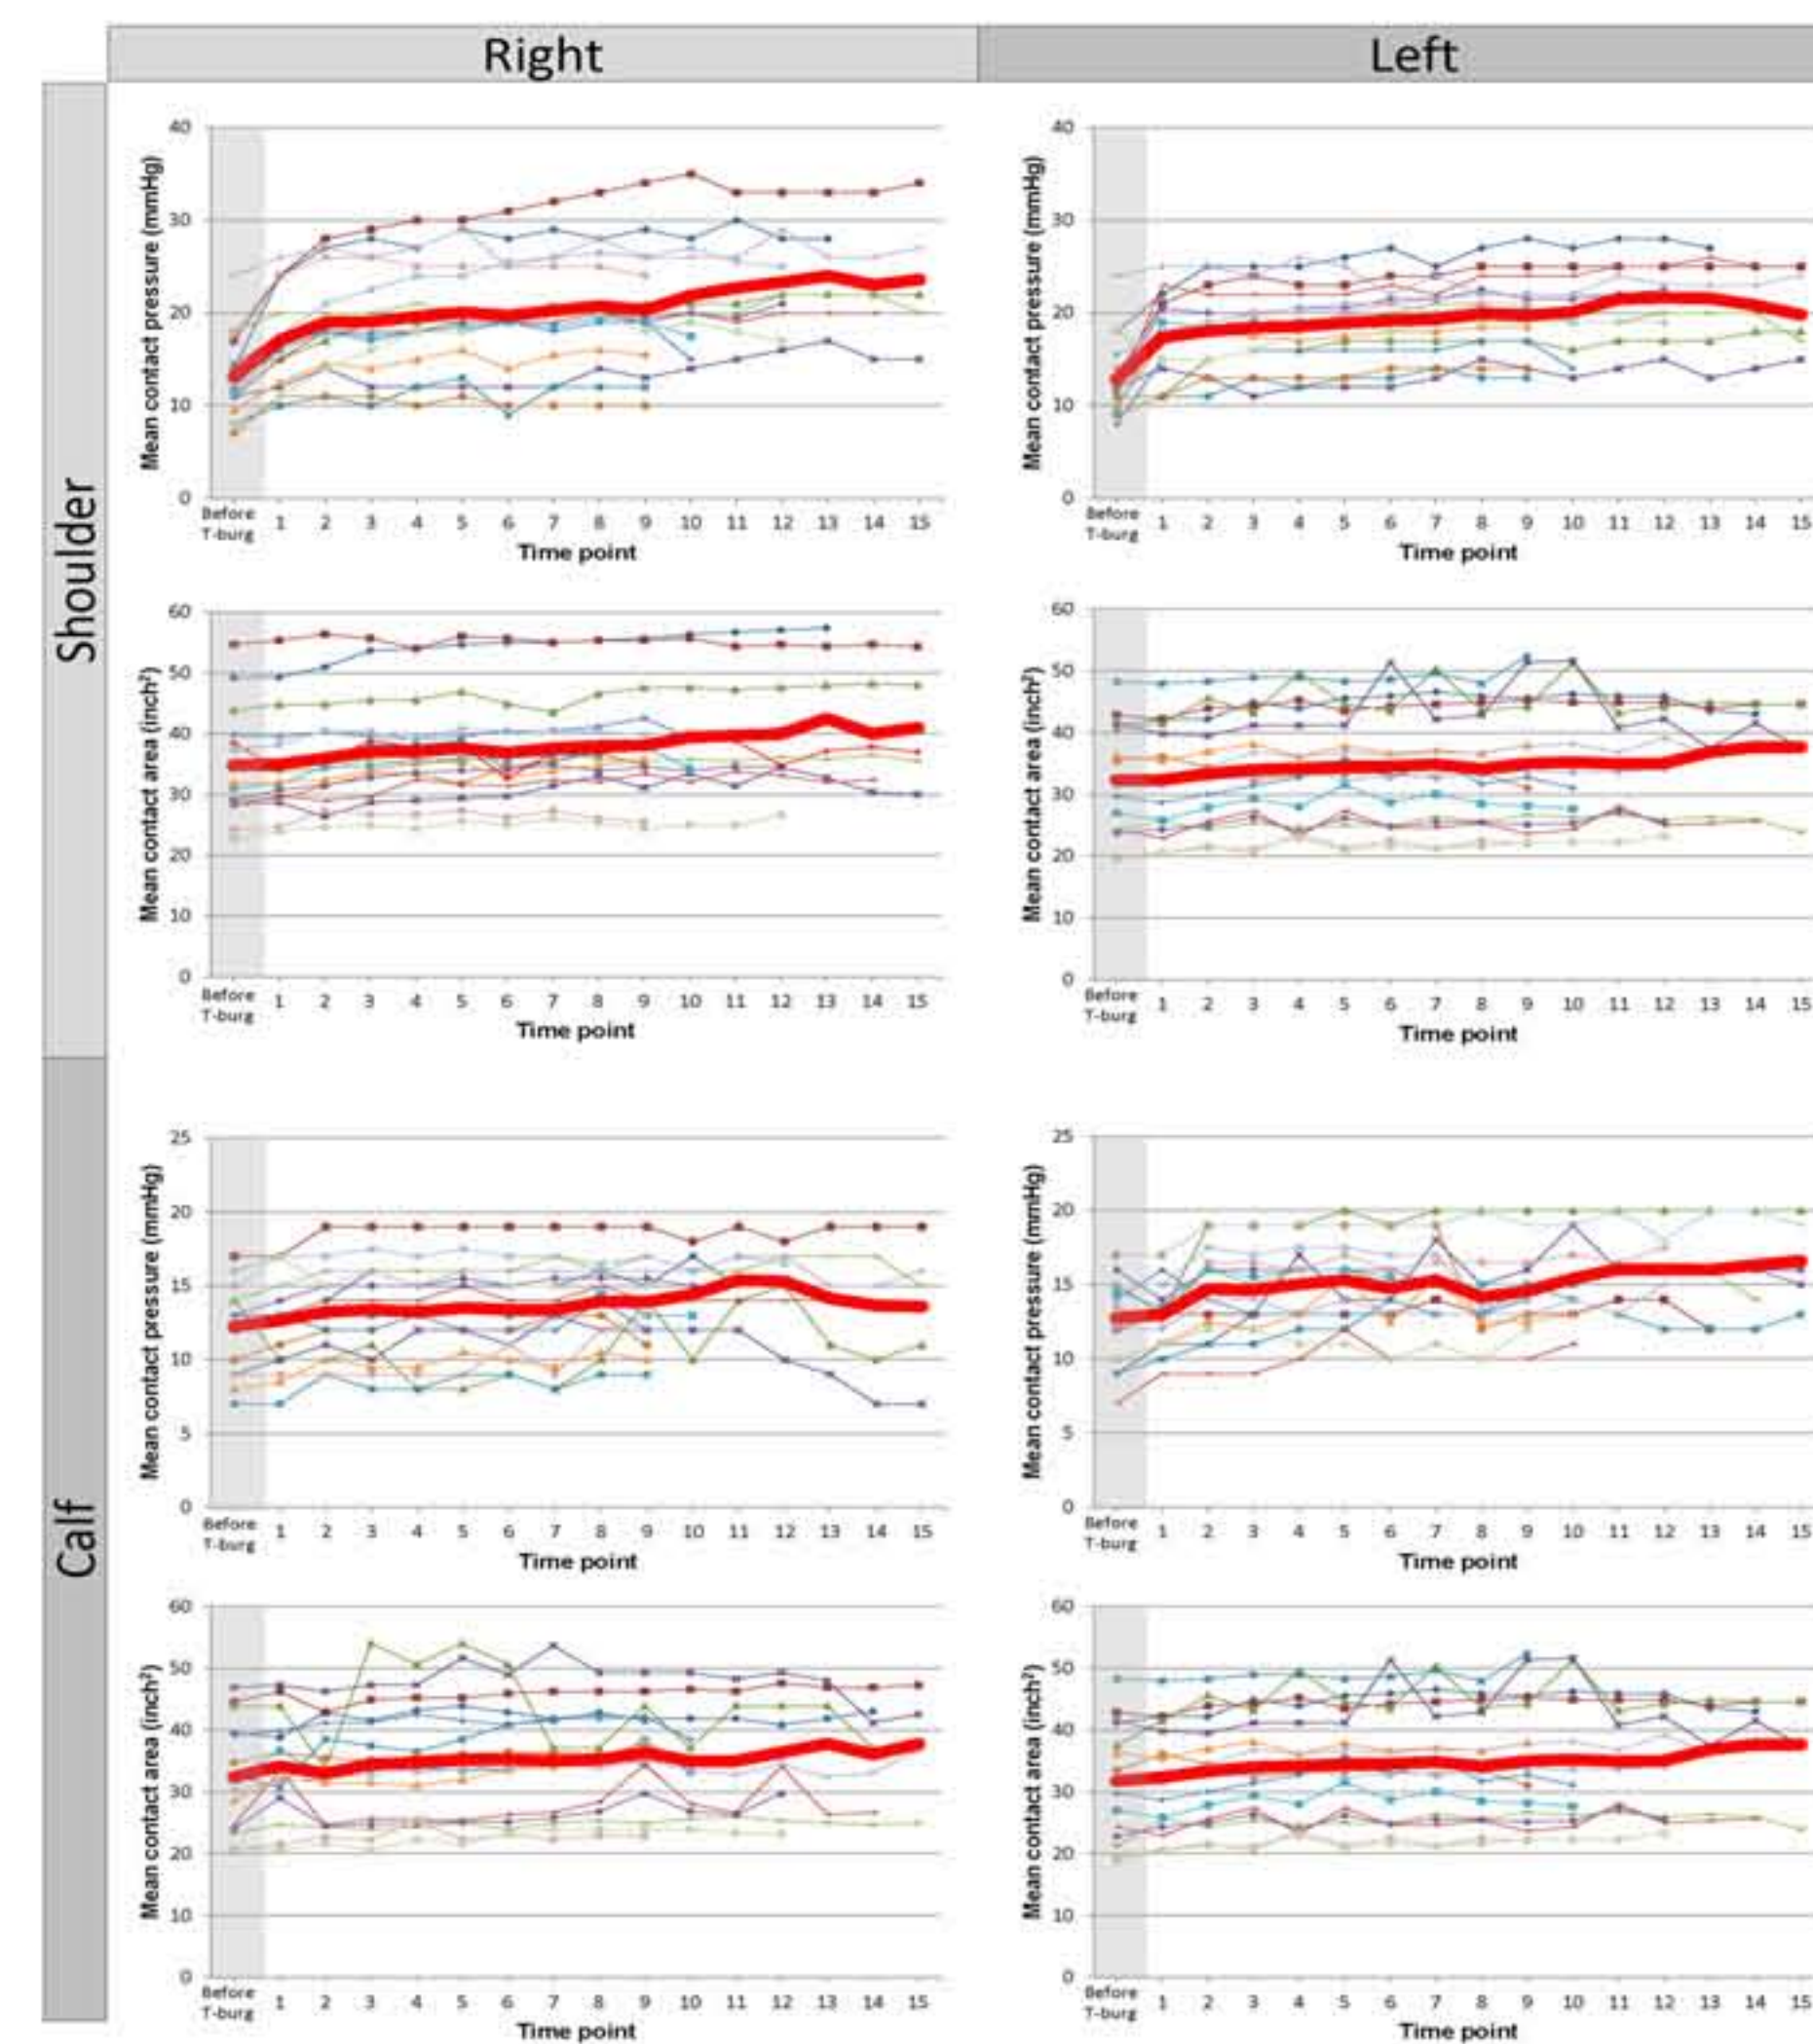 Right
Left
Shoulder
Mean contact pressure (mmHg)
40
30
20
10
0
Before T-burg 1 2 3 4 5 6 7 8 9 10 11 12 13 14 15
Time point
Mean contact pressure (mmHg)
40
30
20
10
0
Before T-burg 1 2 3 4 5 6 7 8 9 10 11 12 13 14 15
Time point
Mean contact area (inch²)
60
50
40
30
20
10
0
Before T-burg 1 2 3 4 5 6 7 8 9 10 11 12 13 14 15
Time point
Mean contact area (inch²)
60
50
40
30
20
10
0
Before T-burg 1 2 3 4 5 6 7 8 9 10 11 12 13 14 15
Time point
Calf
Mean contact pressure (mmHg)
25
20
15
10
5
0
Before T-burg 1 2 3 4 5 6 7 8 9 10 11 12 13 14 15
Time point
Mean contact pressure (mmHg)
25
20
15
10
5
0
Before T-burg 1 2 3 4 5 6 7 8 9 10 11 12 13 14 15
Time point
Mean contact area (inch²)
60
50
40
30
20
10
0
Before T-burg 1 2 3 4 5 6 7 8 9 10 11 12 13 14 15
Time point
Mean contact area (inch²)
60
50
40
30
20
10
0
Before T-burg 1 2 3 4 5 6 7 8 9 10 11 12 13 14 15
Time point